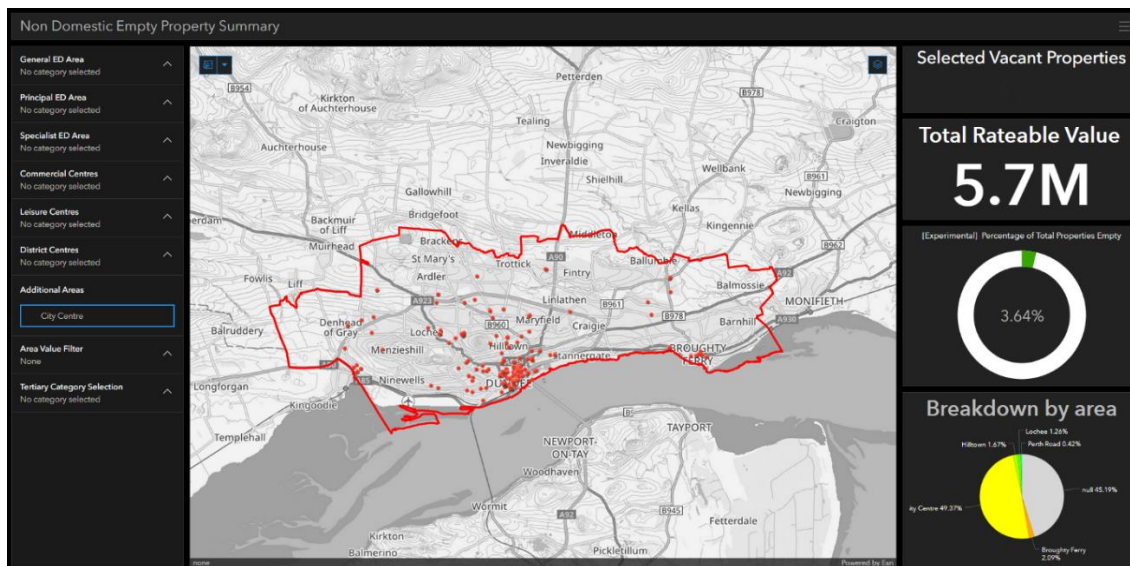 Non Domestic Empty Property Summary
General ED Area
No category selected
Principal ED Area
No category selected
Specialist ED Area
No category selected
Commercial Centres
No category selected
Leisure Centres
No category selected
District Centres
No category selected
Additional Areas
City Centre
Area Value Filter
None
Tertiary Category Selection
No category selected
Petterden
B954
B978
Kirkton
of Auchterhouse
Tealing
Craigton
Auchterhouse
Newbigging
Inveraldie
Wellbank
B961
Shielhill
Newbigging
Gallowhill
Kellas
Backmuir
of Liff
Bridgefoot
Kingennie
Muirhead
Middleton
B962
St Mary's
Trottick
A90
Ballumbie
Fowlis
Liff
Ardler
Fintry
A92
Balmossie
Linlathen
A923
B961
MONIFIETH
Balruddery
Denhead
of Gray
B960
Maryfield
Craigie
B978
Barnhill
A930
Menzieshill
Hilltown
Stannergate
BROUGHTY
FERRY
Longforgan
Ninewells
Kingoodie
Templehall
NEWPORT-
ON-TAY
TAYPORT
Woodhaven
Wormit
A92
B945
Kirkton
of
Balmerino
Fetterdale
Pickletillum
none
Powered by Esri
Selected Vacant Properties
Total Rateable Value
5.7M
[Experimental] Percentage of Total Properties Empty
3.64%
Breakdown by area
Lochee 1.26%
Hilltown 1.67%
Perth Road 0.42%
null 45.19%
ity Centre 49.37%
Broughty Ferry
2.09%